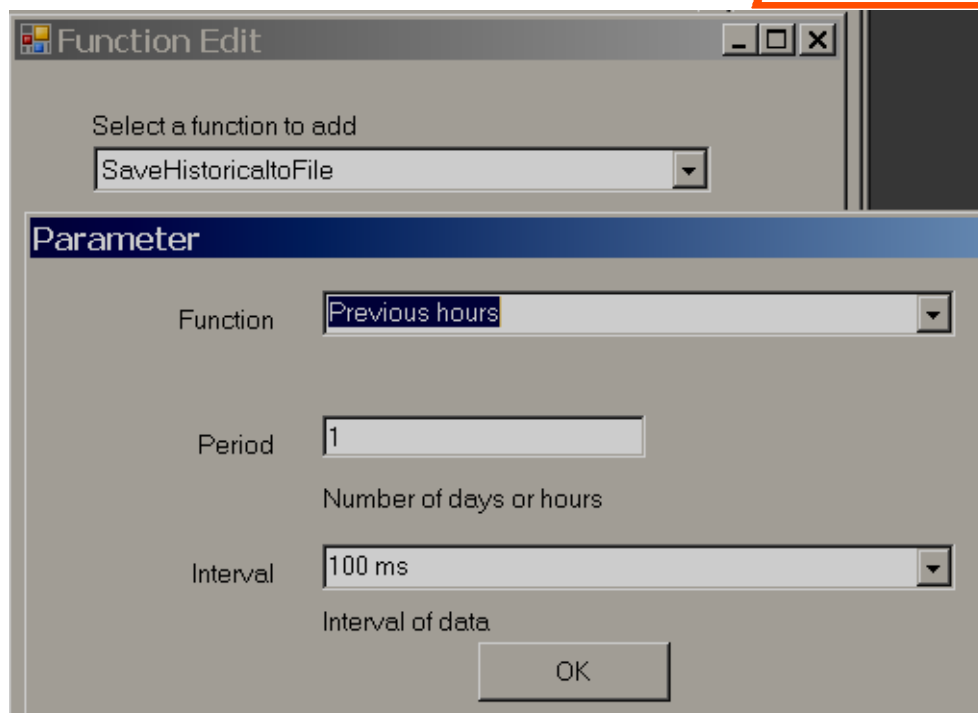 Function Edit
Select a function to add
SaveHistoricaltoFile
Parameter
Function Previous hours
Period 1
Number of days or hours
Interval 100 ms
Interval of data
OK